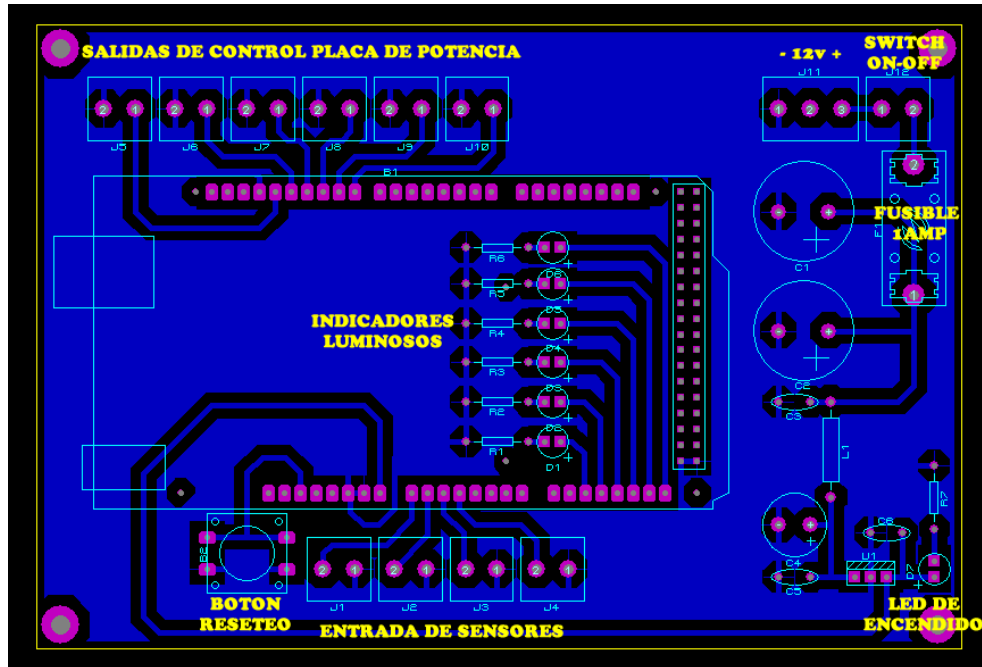 SALIDAS DE CONTROL PLACA DE POTENCIA
- 12v +
SWITCH
ON-OFF
J11
J12
2 1
2 1
2 1
2 1
2 1
2 1
1 2 3
1 2
J5
J6
J7
J8
J9
J10
B1
2
FUSIBLE
1AMP
F1
C1
1
R6
D6
R5
D5
INDICADORES
LUMINOSOS
R4
D4
R3
D3
C2
R2
D2
C3
R1
D1
L1
R7
C6
C4
B2
U1
D7
C5
2 1
2 1
2 1
2 1
J1
J2
J3
J4
BOTON
RESETEO
ENTRADA DE SENSORES
LED DE
ENCENDIDO